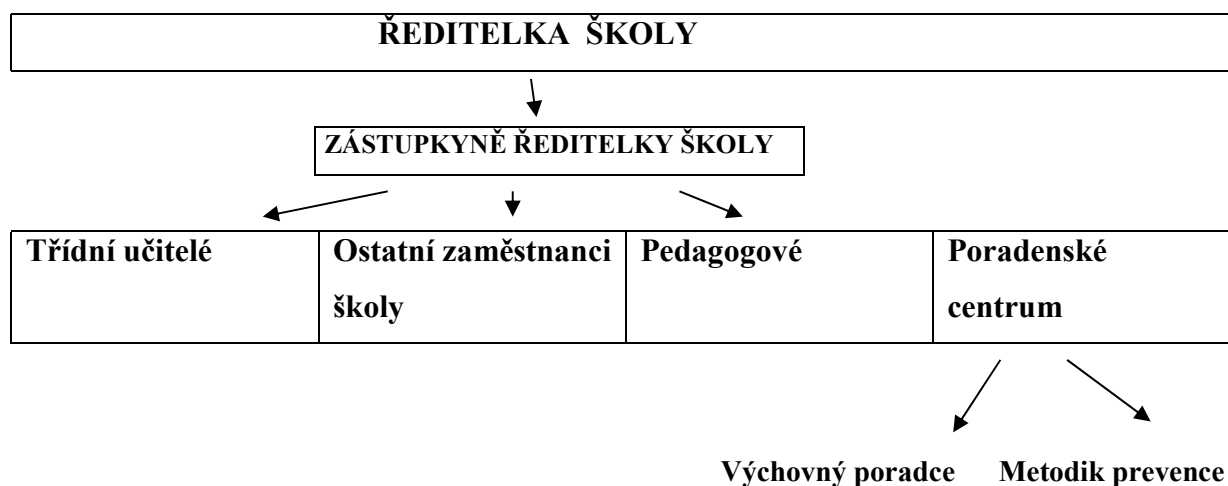 ŘEDITELKA ŠKOLY
ZÁSTUPKYNĚ ŘEDITELKY ŠKOLY
Třídní učitelé
Ostatní zaměstnanci
školy
Pedagogové
Poradenské
centrum
Výchovný poradce
Metodik prevence